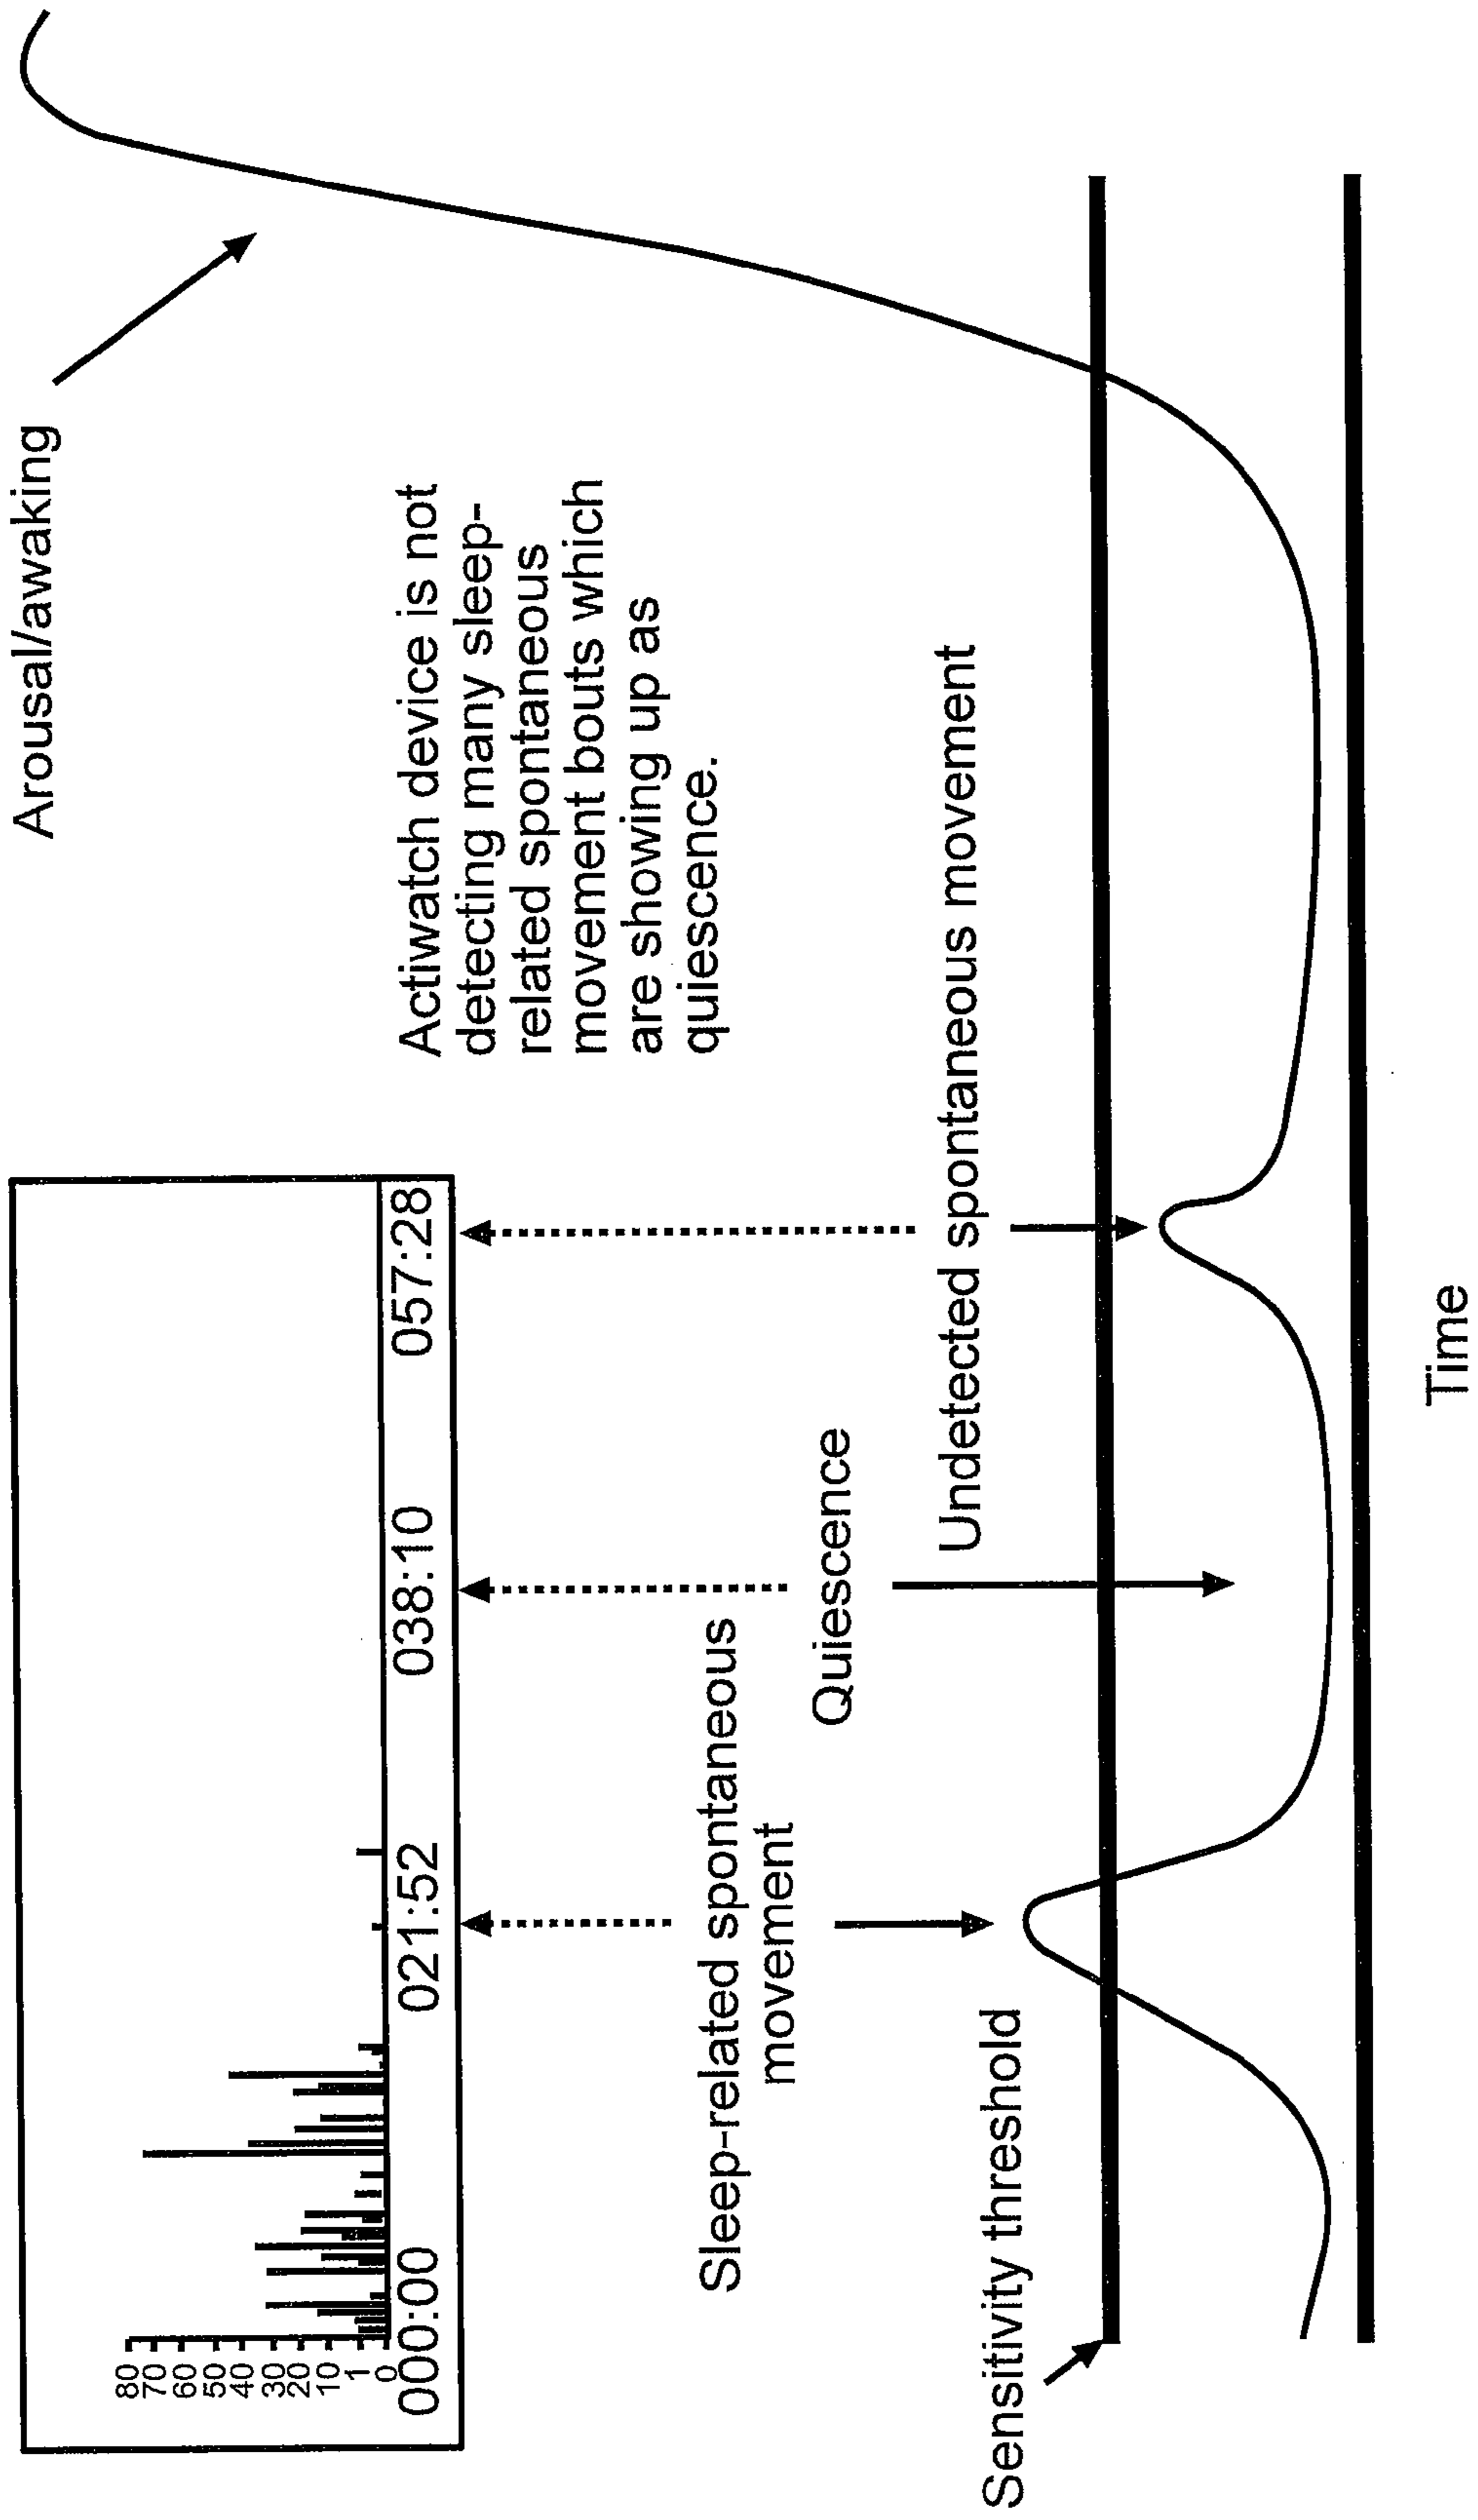 80
70
60
50
40
30
20
10
1
0
000:00
021:52
038:10
057:28
Arousal/awaking
Actiwatch device is not
detecting many sleep-
related spontaneous
movement bouts which
are showing up as
quiescence.
Sleep-related spontaneous
movement
Quiescence
Undetected spontaneous movement
Sensitivity threshold
Time